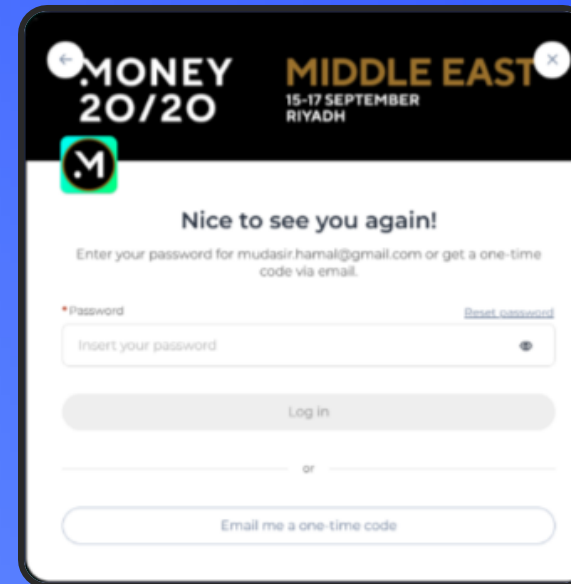 MONEY
20/20
MIDDLE EAST
15-17 SEPTEMBER
RIYADH
M
Nice to see you again!
Enter your password for mudasir.hamal@gmail.com or get a one-time
code via email.
*Password
Reset password
Insert your password
Log in
or
Email me a one-time code